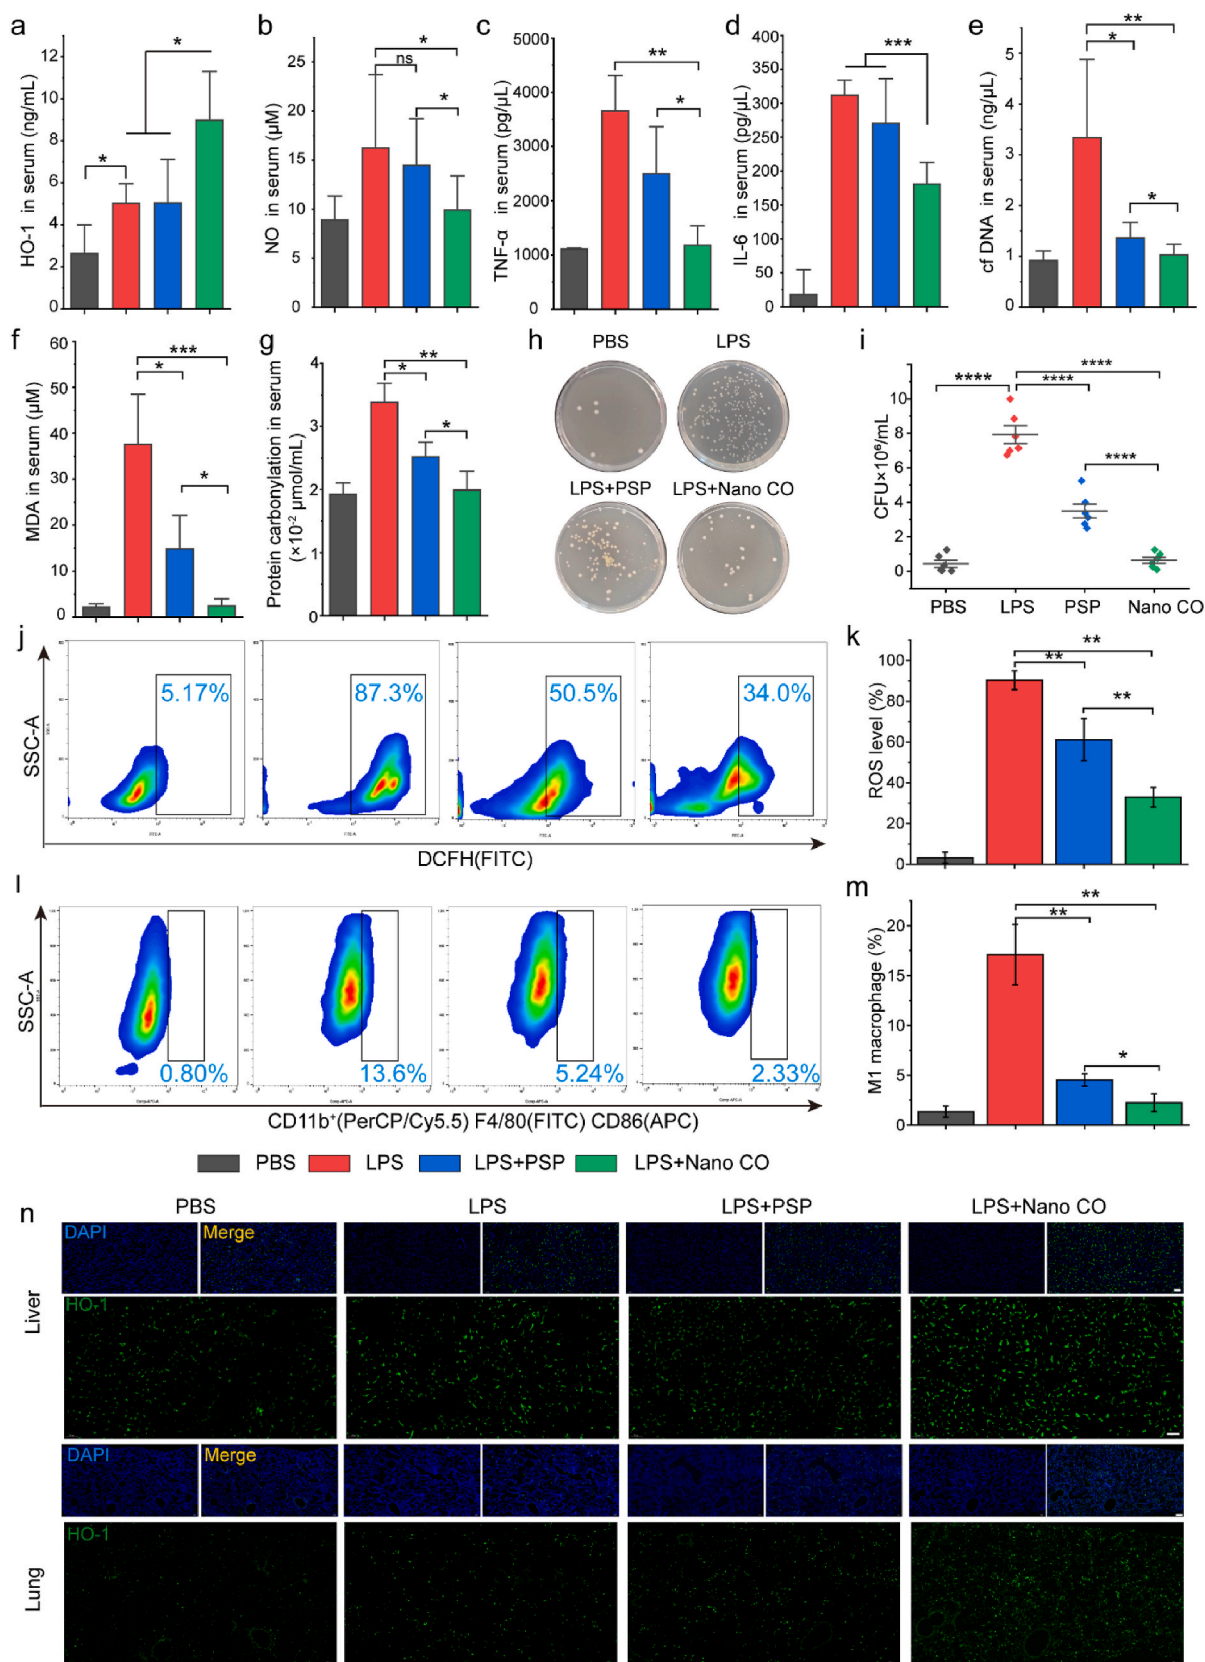 a
HO-1 in serum (ng/mL)
12
10
8
6
4
2
0
*
*
b
NO in serum (μM)
25
20
15
10
5
0
*
ns
*
c
TNF-α in serum (pg/μL)
5000
4000
3000
2000
1000
0
**
*
d
IL-6 in serum (pg/μL)
400
350
300
250
200
150
100
50
0
***
e
cf DNA in serum (ng/μL)
5
4
3
2
1
0
**
*
*
f
MDA in serum (μM)
60
50
40
30
20
10
0
***
*
*
g
Protein carbonylation in serum
(×10⁻² μmol/mL)
4
3
2
1
0
**
*
*
h
PBS
LPS
LPS+PSP
LPS+Nano CO
i
CFU×10⁶/mL
10
8
6
4
2
0
****
****
****
****
PBS
LPS
PSP
Nano CO
j
SSC-A
5.17%
87.3%
50.5%
34.0%
DCFH(FITC)
k
ROS level (%)
100
80
60
40
20
0
**
**
**
l
SSC-A
0.80%
13.6%
5.24%
2.33%
CD11b⁺(PerCP/Cy5.5) F4/80(FITC) CD86(APC)
m
M1 macrophage (%)
20
15
10
5
0
**
**
*
PBS
LPS
LPS+PSP
LPS+Nano CO
n
PBS
LPS
LPS+PSP
LPS+Nano CO
Liver
DAPI
Merge
HO-1
Lung
DAPI
Merge
HO-1